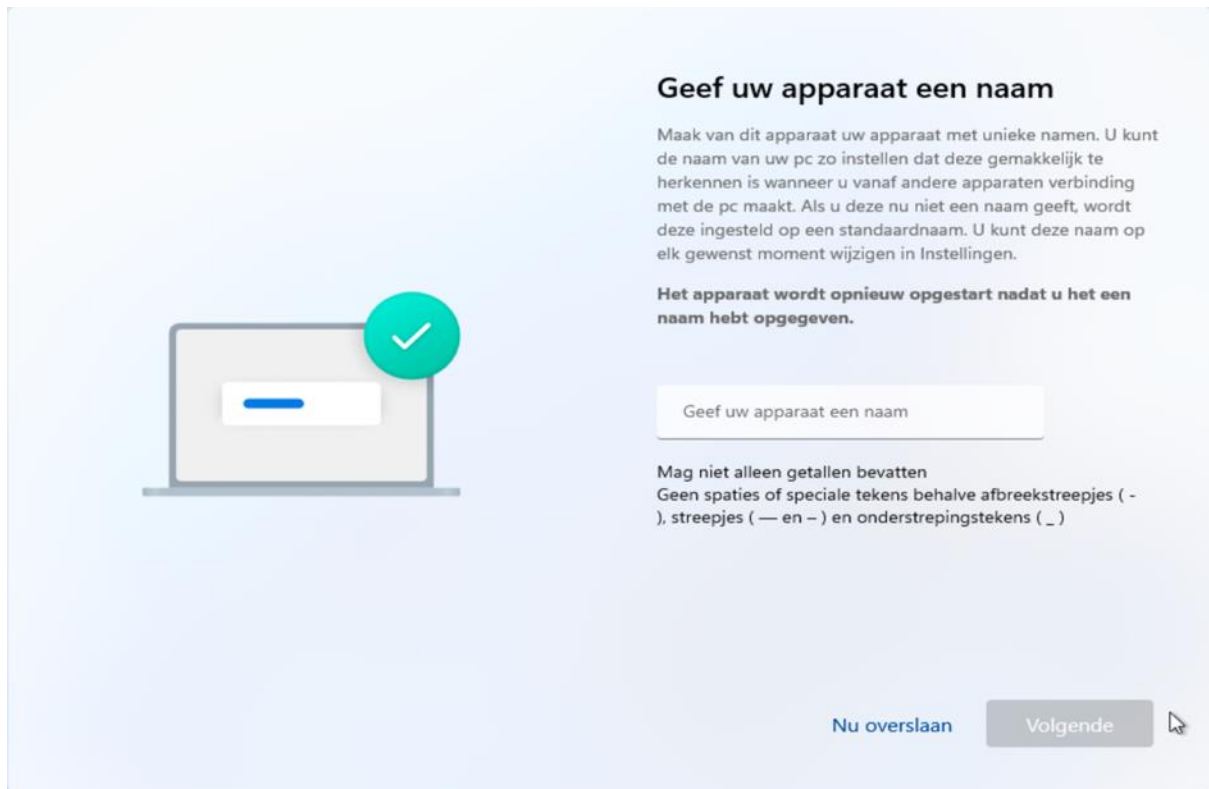 Geef uw apparaat een naam
Maak van dit apparaat uw apparaat met unieke namen. U kunt
de naam van uw pc zo instellen dat deze gemakkelijk te
herkennen is wanneer u vanaf andere apparaten verbinding
met de pc maakt. Als u deze nu niet een naam geeft, wordt
deze ingesteld op een standaardnaam. U kunt deze naam op
elk gewenst moment wijzigen in Instellingen.
Het apparaat wordt opnieuw opgestart nadat u het een
naam hebt opgegeven.
Geef uw apparaat een naam
Mag niet alleen getallen bevatten
Geen spaties of speciale tekens behalve afbreekstreepjes ( -
), streepjes ( — en – ) en onderstrepingstekens ( _ )
Nu overslaan
Volgende